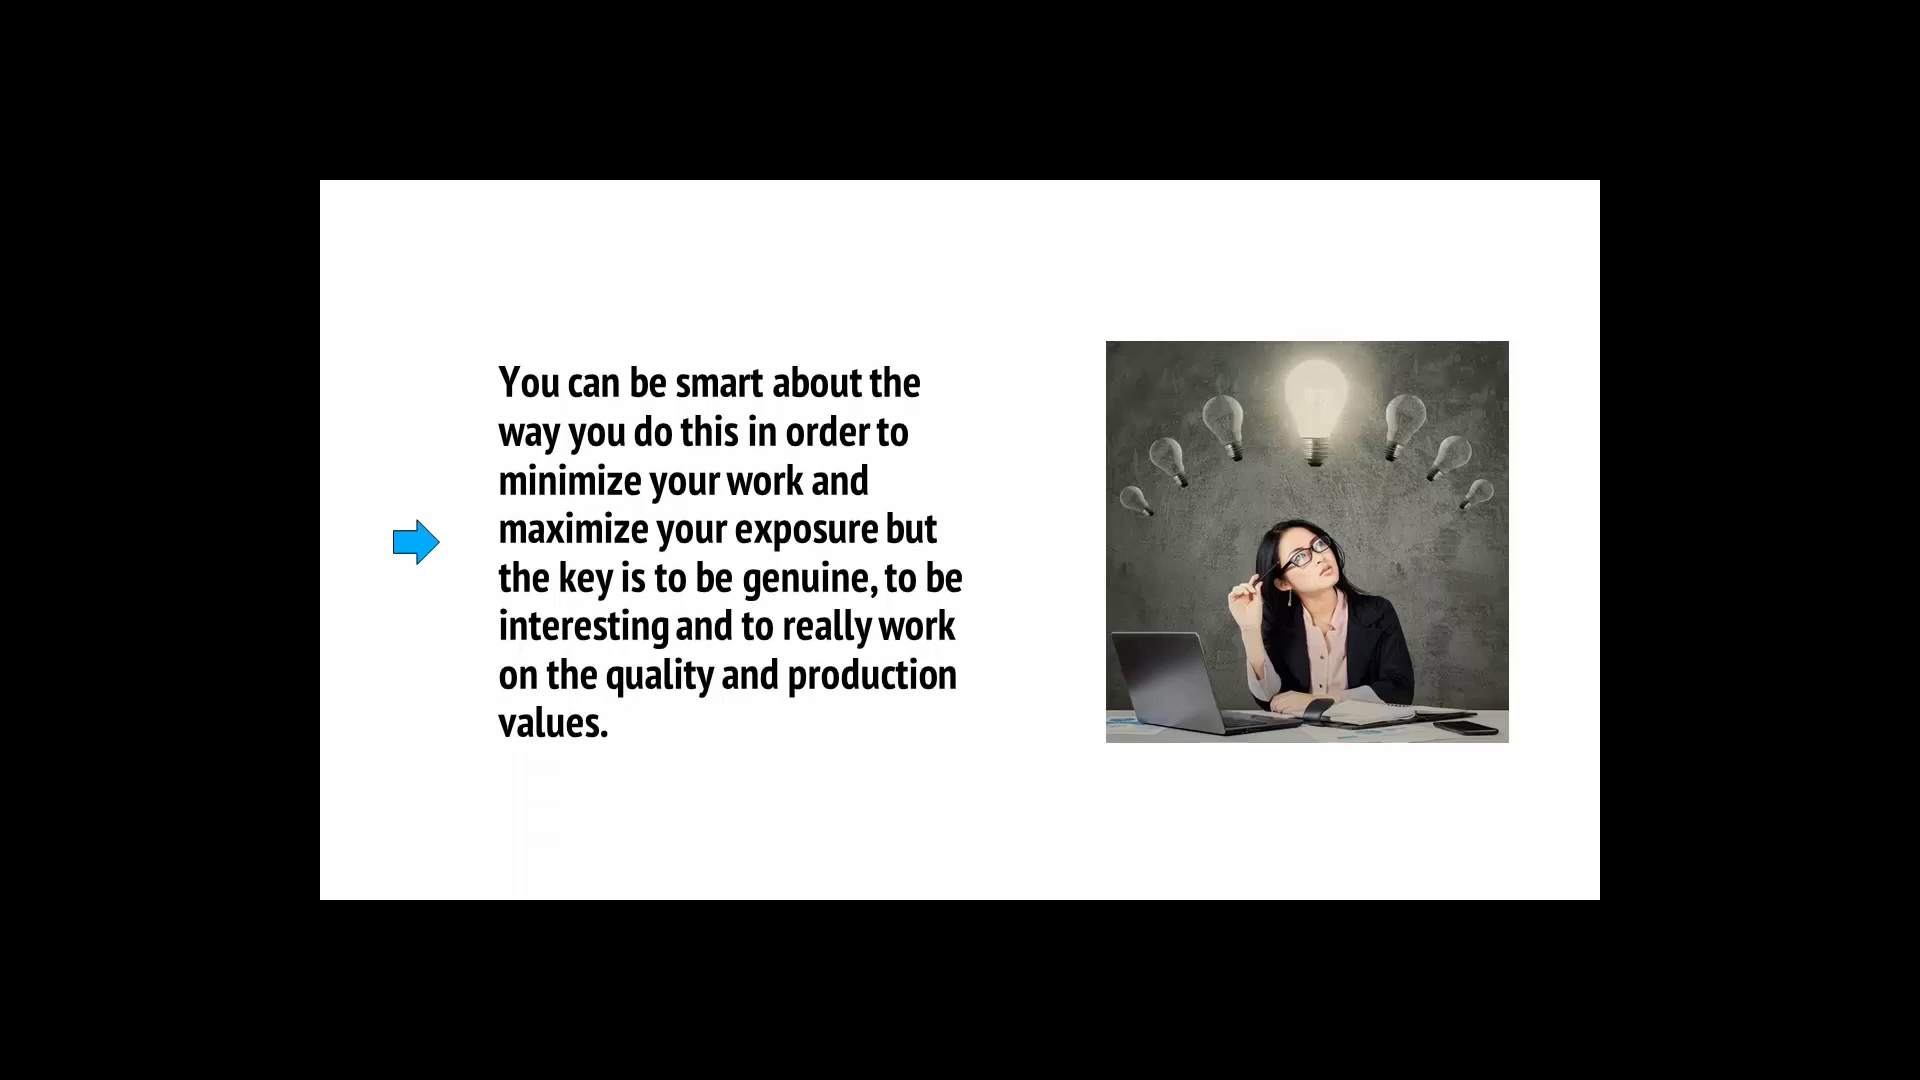 You can be smart about the
way you do this in order to
minimize your work and
maximize your exposure but
the key is to be genuine, to be
interesting and to really work
on the quality and production
values.